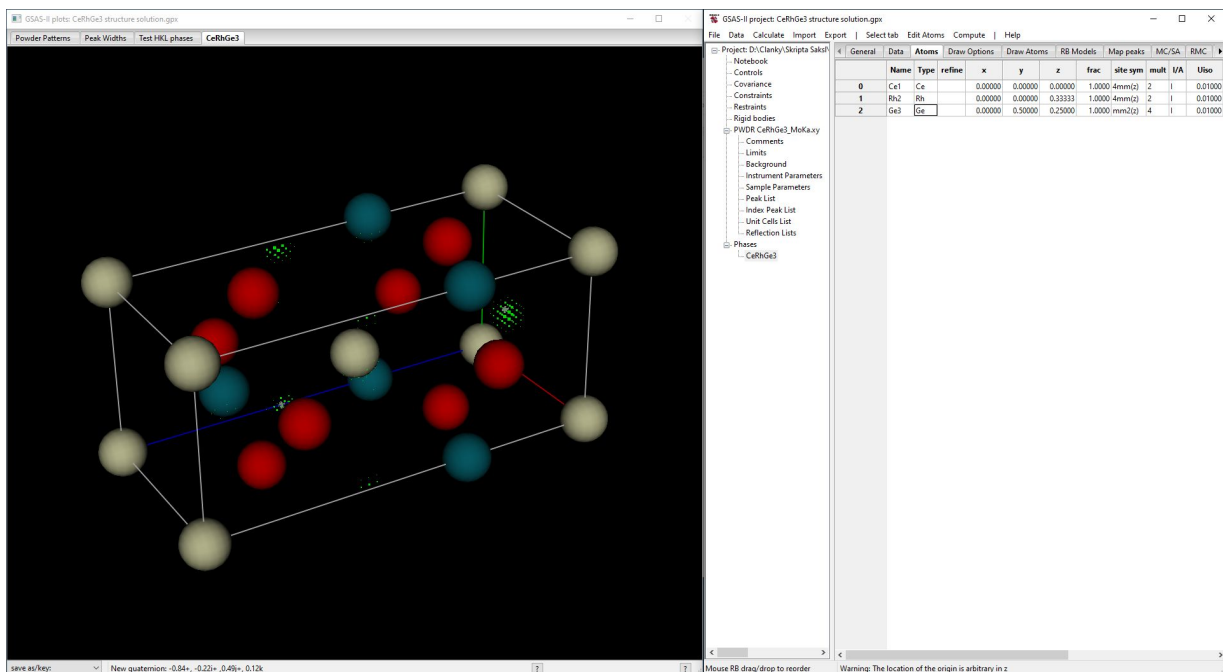 GSAS-II plots: CeRhGe3 structure solution.gpx
Powder Patterns Peak Widths Test HKL phases CeRhGe3
save as/key: New quaternion: -0.84+, -0.22i+ ,0.49j+, 0.12k ? ?
GSAS-II project: CeRhGe3 structure solution.gpx
File Data Calculate Import Export | Select tab Edit Atoms Compute | Help
Project: D:\Clanky\Skripta Saksl\
Notebook
Controls
Covariance
Constraints
Restraints
Rigid bodies
PWDR CeRhGe3_MoKa.xy
Comments
Limits
Background
Instrument Parameters
Sample Parameters
Peak List
Index Peak List
Unit Cells List
Reflection Lists
Phases
CeRhGe3
General Data Atoms Draw Options Draw Atoms RB Models Map peaks MC/SA RMC
Name Type refine x y z frac site sym mult I/A Uiso
0 Ce1 Ce 0.00000 0.00000 0.00000 1.0000 4mm(z) 2 I 0.01000
1 Rh2 Rh 0.00000 0.00000 0.33333 1.0000 4mm(z) 2 I 0.01000
2 Ge3 Ge 0.00000 0.50000 0.25000 1.0000 mm2(z) 4 I 0.01000
Mouse RB drag/drop to reorder Warning: The location of the origin is arbitrary in z